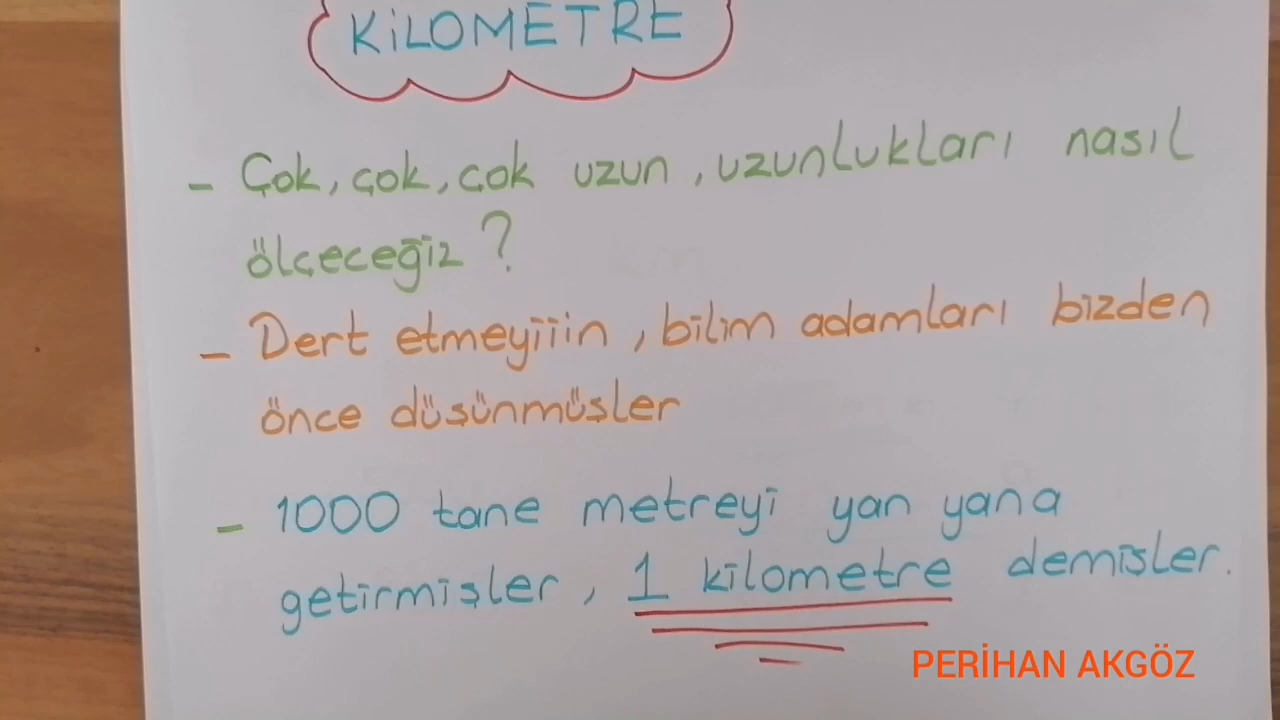 KİLOMETRE
- Çok, çok, çok uzun, uzunlukları nasıl
ölçeceğiz?
- Dert etmeyiiin, bilim adamları bizden
önce düşünmüşler
- 1000 tane metreyi yan yana
getirmişler, 1 kilometre demişler.
PERİHAN AKGÖZ